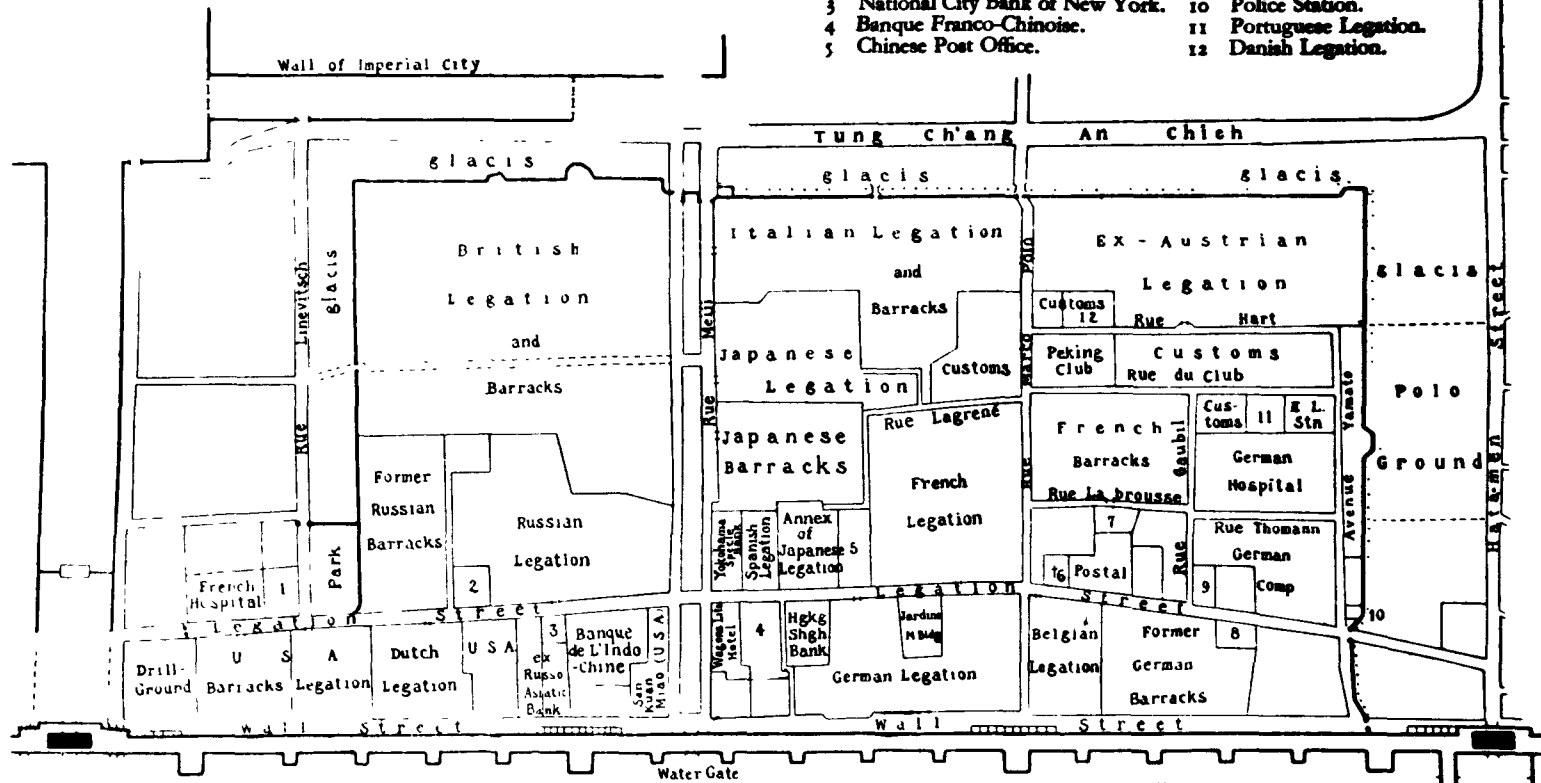 3 National City Bank of New York.
4 Banque Franco-Chinoise.
5 Chinese Post Office.
10 Police Station.
11 Portuguese Legation.
12 Danish Legation.
Wall of Imperial City
Tung Ch'ang An Chieh
glacis
glacis
glacis
glacis
glacis
Rue Linevitsch
British
Legation
and
Barracks
Rue Meiji
Italian Legation
and
Barracks
Rue Marco Polo
Ex-Austrian
Legation
Customs
12
Rue Hart
Japanese
Legation
Customs
Peking
Club
Customs
Rue du Club
Avenue Yamato
Polo
Ground
Hatamen Street
Rue Lagrené
Japanese
Barracks
French
Barracks
Rue Gaubil
Cus-
toms
11
Stn
German
Hospital
Former
Russian
Barracks
Russian
Legation
French
Legation
Rue Labrousse
Rue Thomann
German
Comp
Park
French
Hospital
1
2
Yokohama
Specie
Bank
Spanish
Legation
Annex
of
Japanese
Legation
5
7
6
Postal
9
10
Legation Street
Legation Street
Drill-
Ground
U S A
Barracks
Legation
Dutch
Legation
U S A
3
ex
Russo
Asiatic
Bank
Banque
de L'Indo
-Chine
San
Kuan
Miao (U S A)
Wagons Lits
Hotel
4
Hgkg
Shgh
Bank
Jardine
M Bldg
German Legation
Belgian
Legation
Former
German
Barracks
8
Wall Street
Wall Street
Water Gate